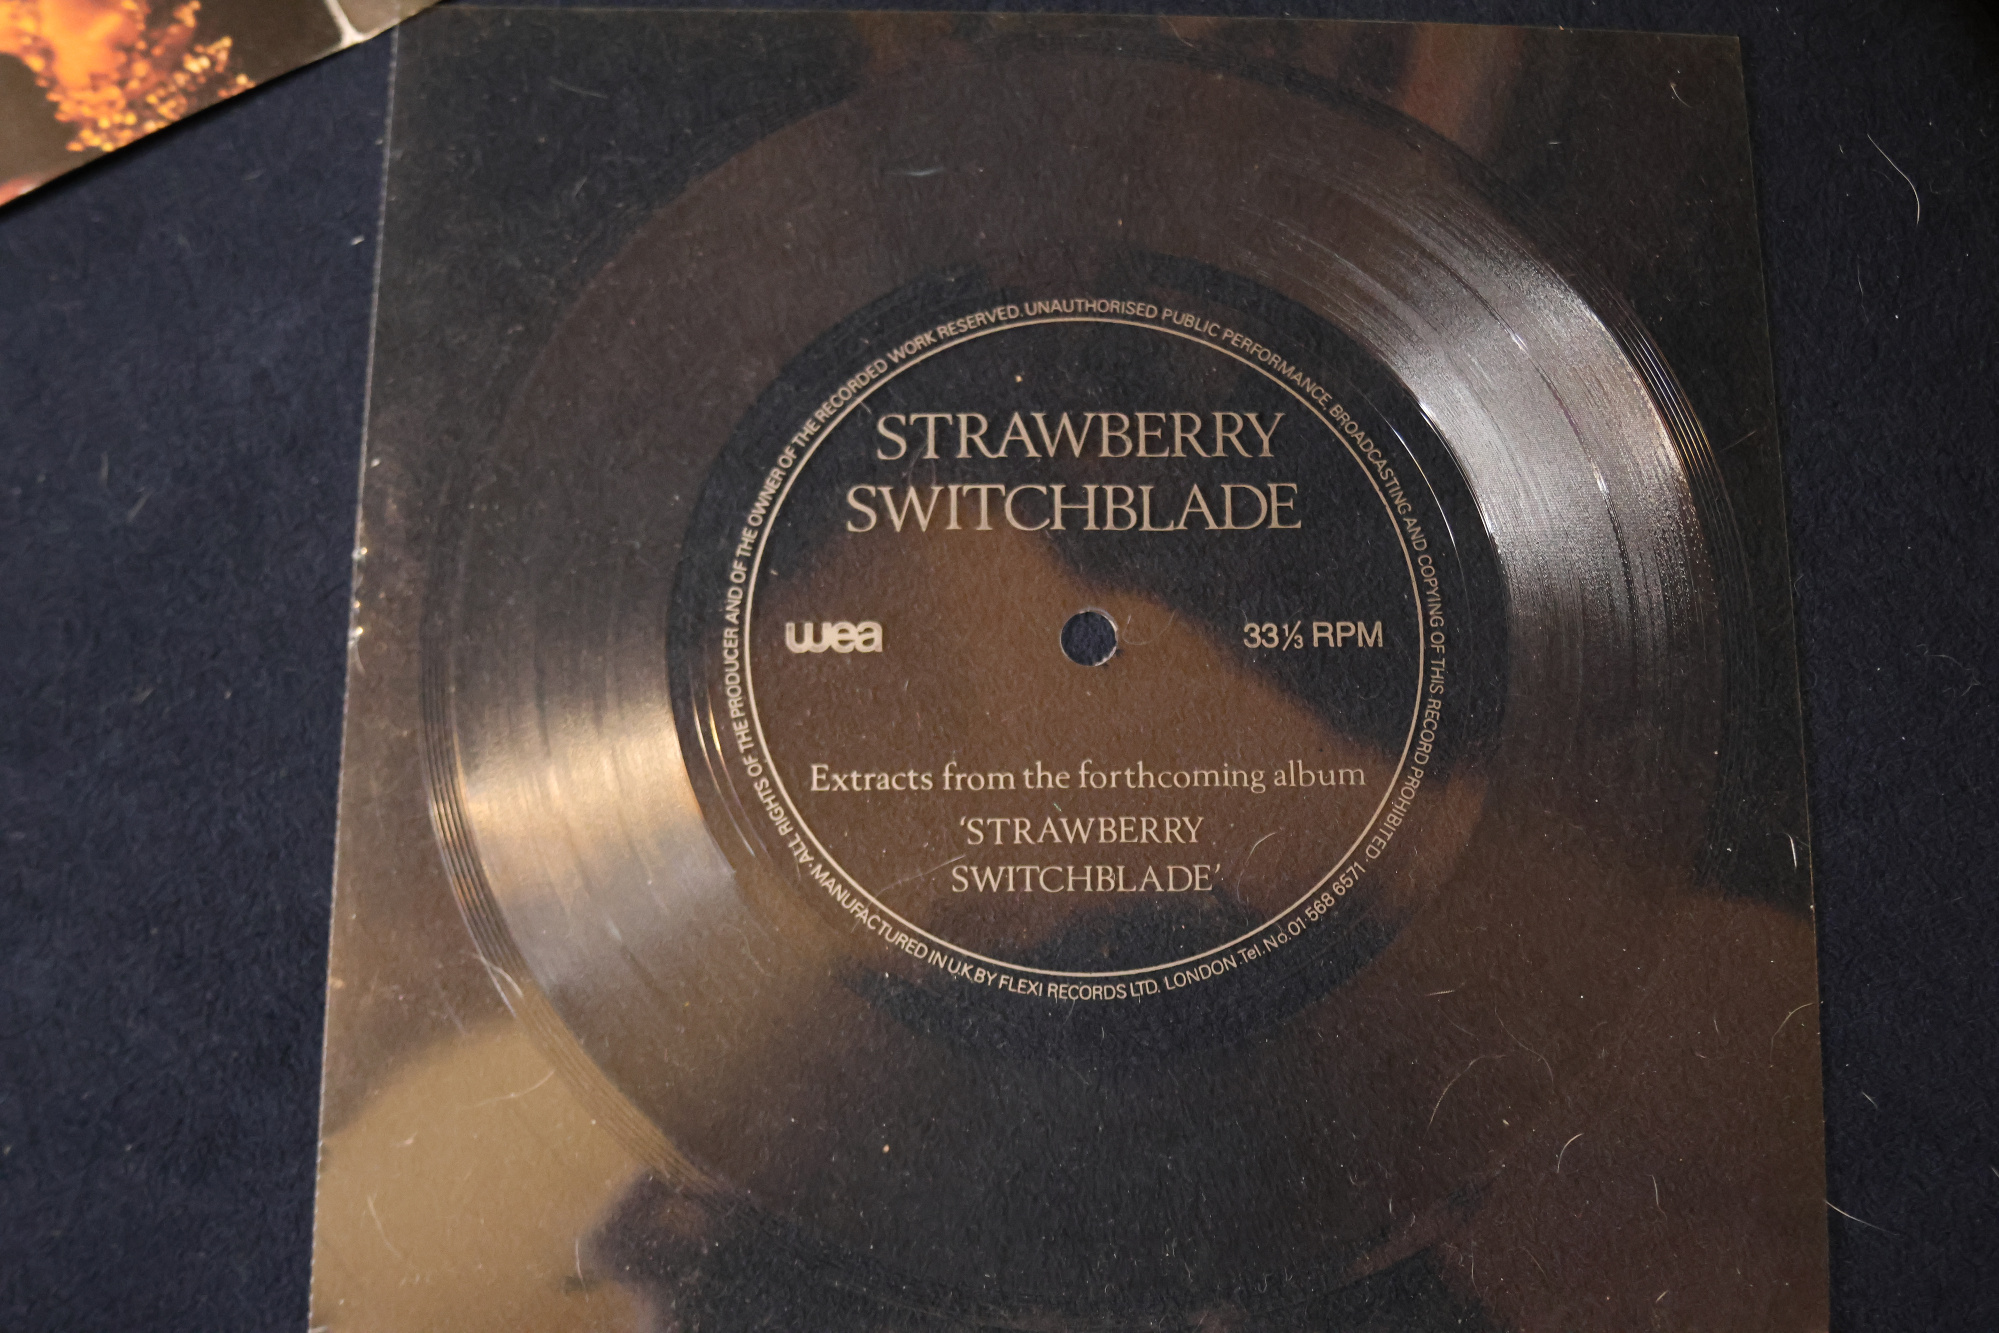 STRAWBERRY
SWITCHBLADE
wea
33⅓ RPM
Extracts from the forthcoming album
‘STRAWBERRY
SWITCHBLADE’
ALL RIGHTS OF THE PRODUCER AND OF THE OWNER OF THE RECORDED WORK RESERVED. UNAUTHORISED PUBLIC PERFORMANCE, BROADCASTING AND COPYING OF THIS RECORD PROHIBITED.
MANUFACTURED IN U.K. BY FLEXI RECORDS LTD. LONDON. Tel. No. 01·568 6571 ·